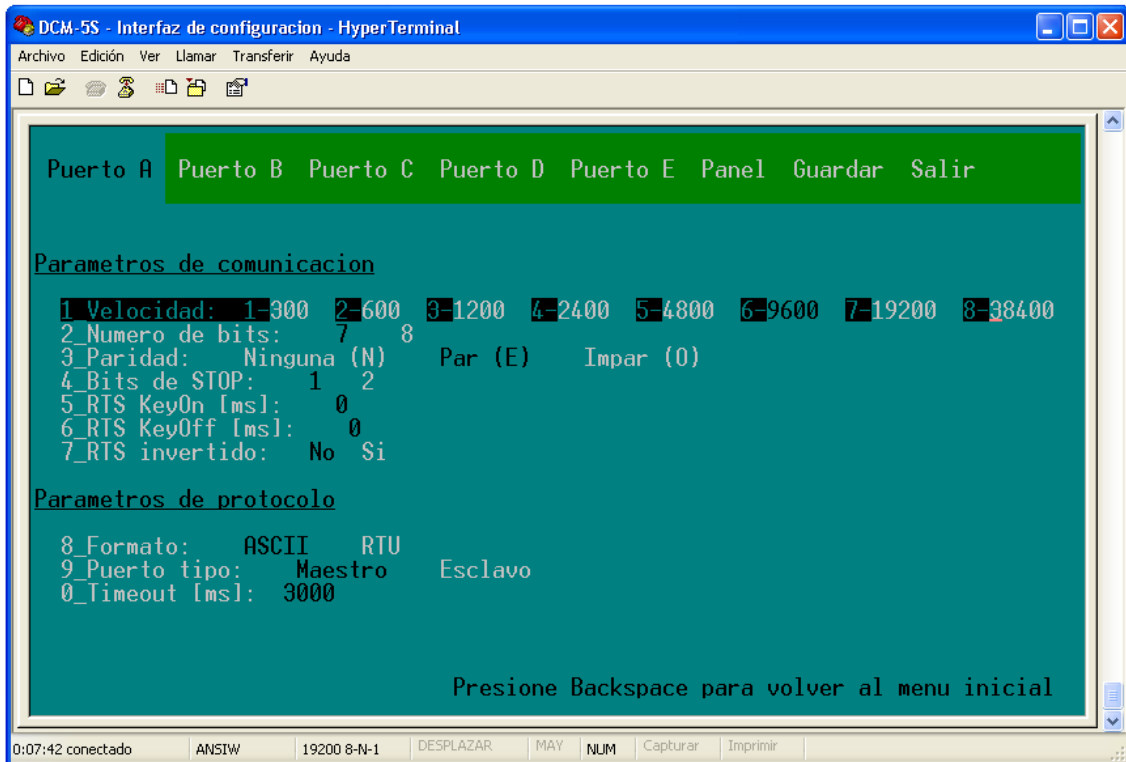 DCM-5S - Interfaz de configuracion - HyperTerminal
Archivo Edición Ver Llamar Transferir Ayuda
Puerto A Puerto B Puerto C Puerto D Puerto E Panel Guardar Salir
Parametros de comunicacion
1_Velocidad: 1-300 2-600 3-1200 4-2400 5-4800 6-9600 7-19200 8-38400
2_Numero de bits: 7 8
3_Paridad: Ninguna (N) Par (E) Impar (O)
4_Bits de STOP: 1 2
5_RTS KeyOn [ms]: 0
6_RTS KeyOff [ms]: 0
7_RTS invertido: No Si
Parametros de protocolo
8_Formato: ASCII RTU
9_Puerto tipo: Maestro Esclavo
0_Timeout [ms]: 3000
Presione Backspace para volver al menu inicial
0:07:42 conectado ANSIW 19200 8-N-1 DESPLAZAR MAY NUM Capturar Imprimir